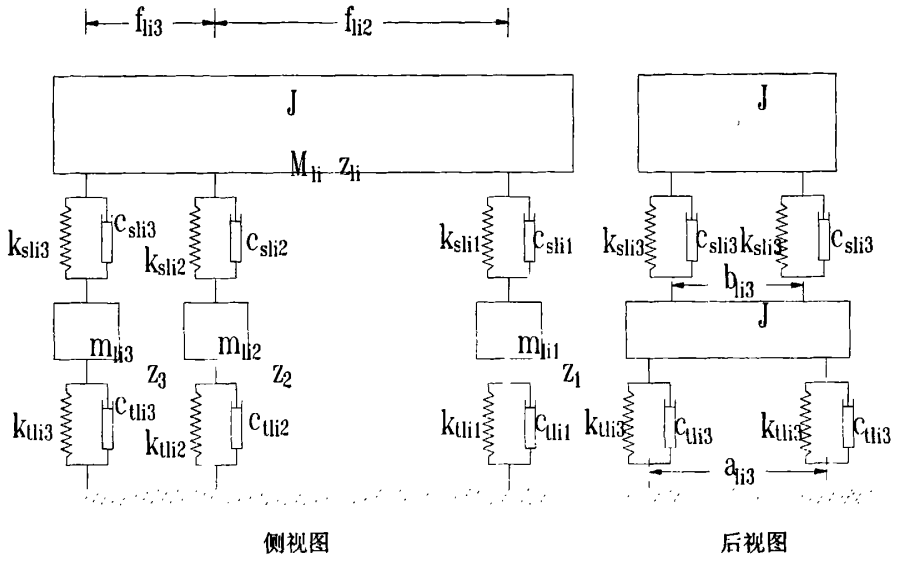 f_li3 f_li2
J J
M_li z_li
k_sli3 c_sli3 k_sli2 c_sli2 k_sli1 c_sli1 k_sli3 c_sli3 k_sli3 c_sli3
b_li3
J
m_li3 m_li2 m_li1
z_3 z_2 z_1
k_tli3 c_tli3 k_tli2 c_tli2 k_tli1 c_tli1 k_tli3 c_tli3 k_tli3 c_tli3
a_li3
侧视图 后视图